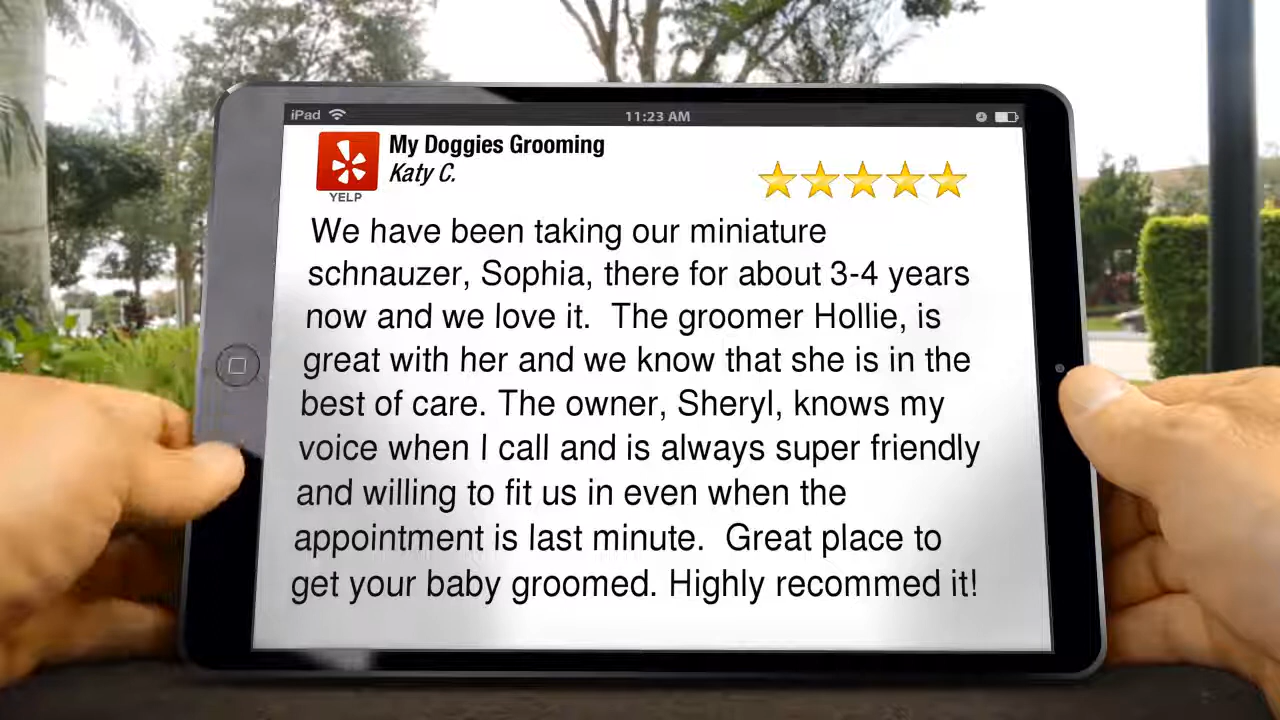 iPad 11:23 AM
My Doggies Grooming
Katy C.
YELP
We have been taking our miniature
schnauzer, Sophia, there for about 3-4 years
now and we love it. The groomer Hollie, is
great with her and we know that she is in the
best of care. The owner, Sheryl, knows my
voice when I call and is always super friendly
and willing to fit us in even when the
appointment is last minute. Great place to
get your baby groomed. Highly recommed it!